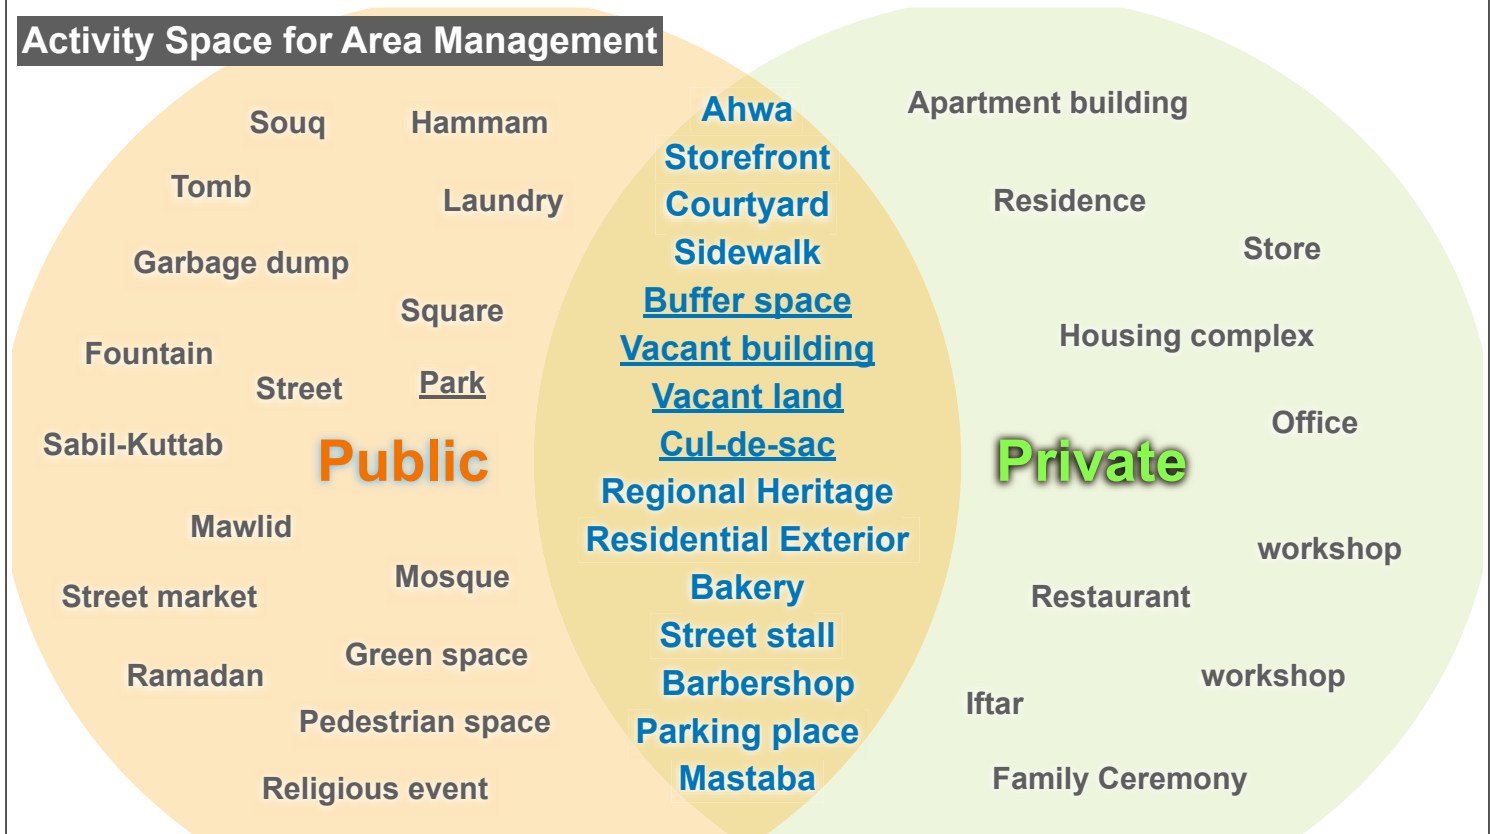 Activity Space for Area Management
Souq
Hammam
Tomb
Laundry
Garbage dump
Square
Fountain
Street
Park
Sabil-Kuttab
Public
Mawlid
Mosque
Street market
Green space
Ramadan
Pedestrian space
Religious event
Ahwa
Storefront
Courtyard
Sidewalk
Buffer space
Vacant building
Vacant land
Cul-de-sac
Regional Heritage
Residential Exterior
Bakery
Street stall
Barbershop
Parking place
Mastaba
Apartment building
Residence
Store
Housing complex
Office
Private
workshop
Restaurant
workshop
Iftar
Family Ceremony